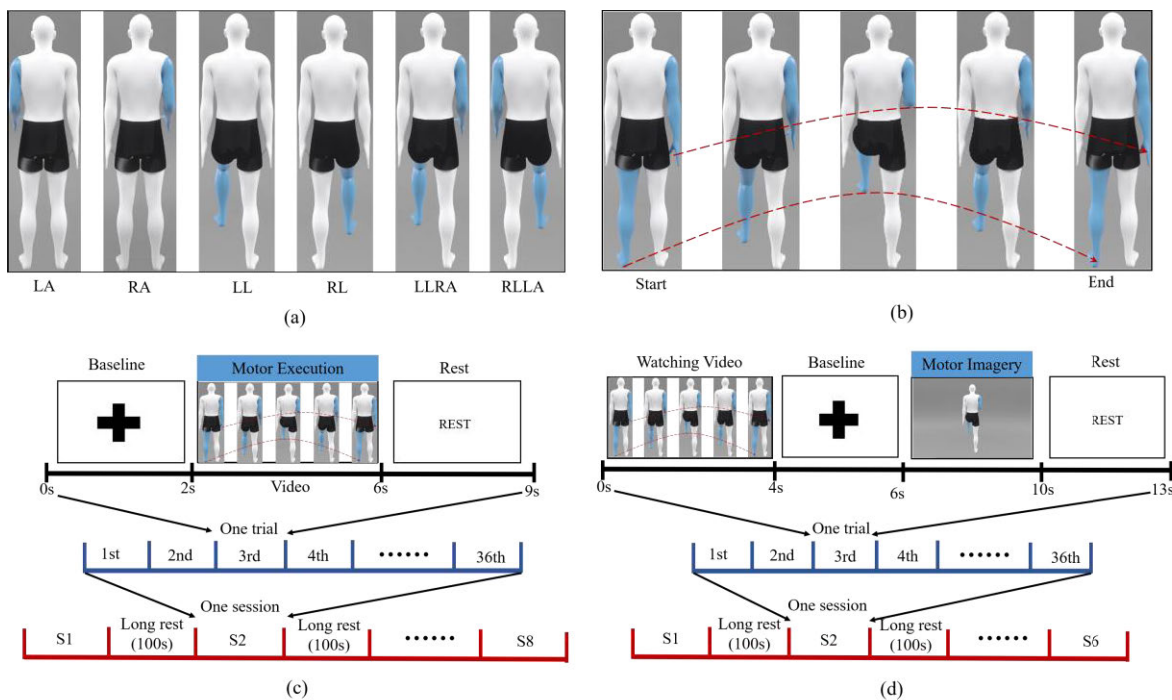 LA RA LL RL LLRA RLLA
(a)
Start End
(b)
Baseline Motor Execution Rest
REST
0s 2s Video 6s 9s
One trial
1st 2nd 3rd 4th •••••• 36th
One session
S1 Long rest (100s) S2 Long rest (100s) •••••• S8
(c)
Watching Video Baseline Motor Imagery Rest
REST
0s 4s 6s 10s 13s
One trial
1st 2nd 3rd 4th •••••• 36th
One session
S1 Long rest (100s) S2 Long rest (100s) •••••• S6
(d)